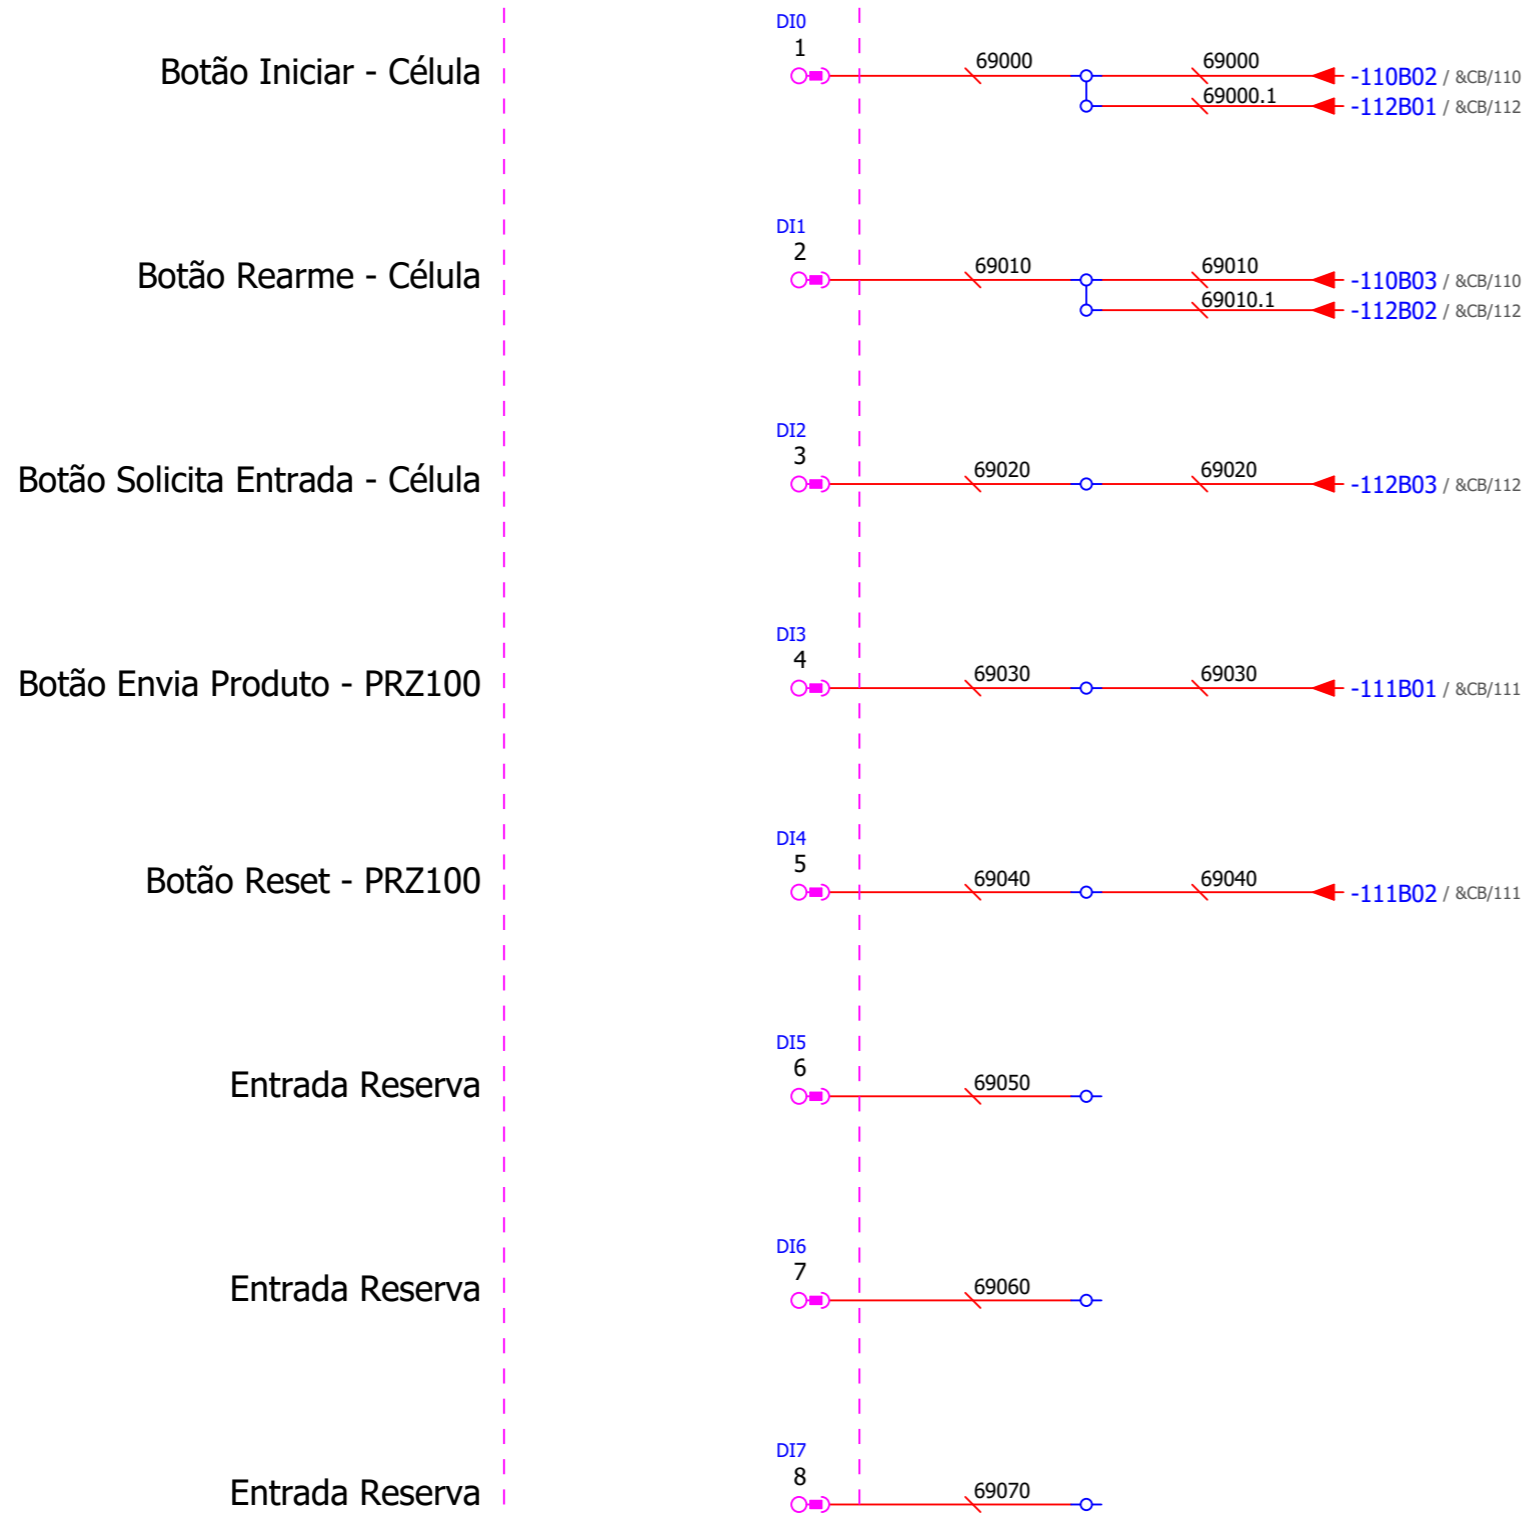 DI0
1
Botão Iniciar - Célula
69000 69000 -110B02 / &CB/110
69000.1 -112B01 / &CB/112
DI1
2
Botão Rearme - Célula
69010 69010 -110B03 / &CB/110
69010.1 -112B02 / &CB/112
DI2
3
Botão Solicita Entrada - Célula
69020 69020 -112B03 / &CB/112
DI3
4
Botão Envia Produto - PRZ100
69030 69030 -111B01 / &CB/111
DI4
5
Botão Reset - PRZ100
69040 69040 -111B02 / &CB/111
DI5
6
Entrada Reserva
69050
DI6
7
Entrada Reserva
69060
DI7
8
Entrada Reserva
69070